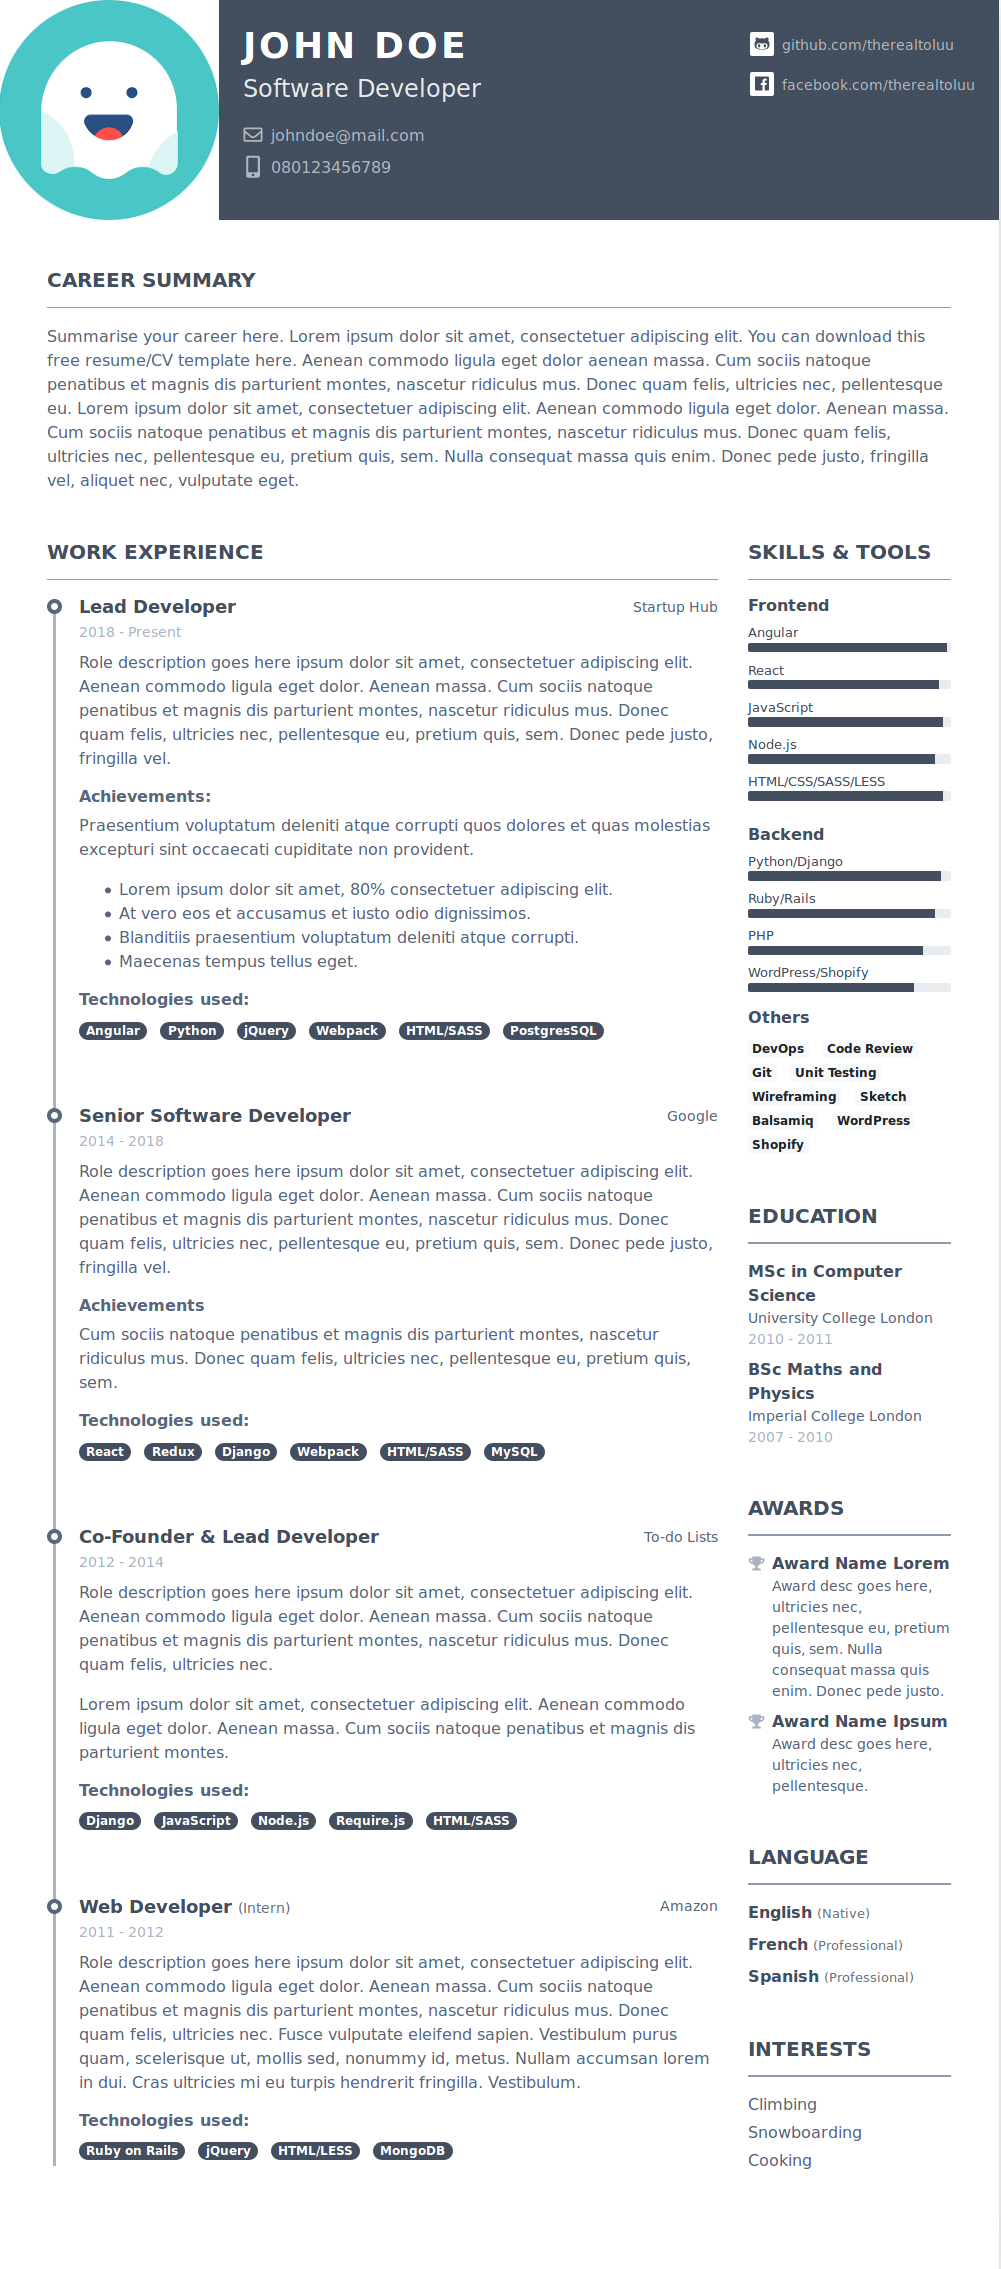 JOHN DOE
Software Developer
johndoe@mail.com
080123456789
github.com/therealtoluu
facebook.com/therealtoluu
CAREER SUMMARY
Summarise your career here. Lorem ipsum dolor sit amet, consectetuer adipiscing elit. You can download this
free resume/CV template here. Aenean commodo ligula eget dolor aenean massa. Cum sociis natoque
penatibus et magnis dis parturient montes, nascetur ridiculus mus. Donec quam felis, ultricies nec, pellentesque
eu. Lorem ipsum dolor sit amet, consectetuer adipiscing elit. Aenean commodo ligula eget dolor. Aenean massa.
Cum sociis natoque penatibus et magnis dis parturient montes, nascetur ridiculus mus. Donec quam felis,
ultricies nec, pellentesque eu, pretium quis, sem. Nulla consequat massa quis enim. Donec pede justo, fringilla
vel, aliquet nec, vulputate eget.
WORK EXPERIENCE
Lead Developer Startup Hub
2018 - Present
Role description goes here ipsum dolor sit amet, consectetuer adipiscing elit.
Aenean commodo ligula eget dolor. Aenean massa. Cum sociis natoque
penatibus et magnis dis parturient montes, nascetur ridiculus mus. Donec
quam felis, ultricies nec, pellentesque eu, pretium quis, sem. Donec pede justo,
fringilla vel.
Achievements:
Praesentium voluptatum deleniti atque corrupti quos dolores et quas molestias
excepturi sint occaecati cupiditate non provident.
• Lorem ipsum dolor sit amet, 80% consectetuer adipiscing elit.
• At vero eos et accusamus et iusto odio dignissimos.
• Blanditiis praesentium voluptatum deleniti atque corrupti.
• Maecenas tempus tellus eget.
Technologies used:
Angular Python jQuery Webpack HTML/SASS PostgresSQL
Senior Software Developer Google
2014 - 2018
Role description goes here ipsum dolor sit amet, consectetuer adipiscing elit.
Aenean commodo ligula eget dolor. Aenean massa. Cum sociis natoque
penatibus et magnis dis parturient montes, nascetur ridiculus mus. Donec
quam felis, ultricies nec, pellentesque eu, pretium quis, sem. Donec pede justo,
fringilla vel.
Achievements
Cum sociis natoque penatibus et magnis dis parturient montes, nascetur
ridiculus mus. Donec quam felis, ultricies nec, pellentesque eu, pretium quis,
sem.
Technologies used:
React Redux Django Webpack HTML/SASS MySQL
Co-Founder & Lead Developer To-do Lists
2012 - 2014
Role description goes here ipsum dolor sit amet, consectetuer adipiscing elit.
Aenean commodo ligula eget dolor. Aenean massa. Cum sociis natoque
penatibus et magnis dis parturient montes, nascetur ridiculus mus. Donec
quam felis, ultricies nec.
Lorem ipsum dolor sit amet, consectetuer adipiscing elit. Aenean commodo
ligula eget dolor. Aenean massa. Cum sociis natoque penatibus et magnis dis
parturient montes.
Technologies used:
Django JavaScript Node.js Require.js HTML/SASS
Web Developer (Intern) Amazon
2011 - 2012
Role description goes here ipsum dolor sit amet, consectetuer adipiscing elit.
Aenean commodo ligula eget dolor. Aenean massa. Cum sociis natoque
penatibus et magnis dis parturient montes, nascetur ridiculus mus. Donec
quam felis, ultricies nec. Fusce vulputate eleifend sapien. Vestibulum purus
quam, scelerisque ut, mollis sed, nonummy id, metus. Nullam accumsan lorem
in dui. Cras ultricies mi eu turpis hendrerit fringilla. Vestibulum.
Technologies used:
Ruby on Rails jQuery HTML/LESS MongoDB
SKILLS & TOOLS
Frontend
Angular
React
JavaScript
Node.js
HTML/CSS/SASS/LESS
Backend
Python/Django
Ruby/Rails
PHP
WordPress/Shopify
Others
DevOps Code Review
Git Unit Testing
Wireframing Sketch
Balsamiq WordPress
Shopify
EDUCATION
MSc in Computer
Science
University College London
2010 - 2011
BSc Maths and
Physics
Imperial College London
2007 - 2010
AWARDS
Award Name Lorem
Award desc goes here,
ultricies nec,
pellentesque eu, pretium
quis, sem. Nulla
consequat massa quis
enim. Donec pede justo.
Award Name Ipsum
Award desc goes here,
ultricies nec,
pellentesque.
LANGUAGE
English (Native)
French (Professional)
Spanish (Professional)
INTERESTS
Climbing
Snowboarding
Cooking